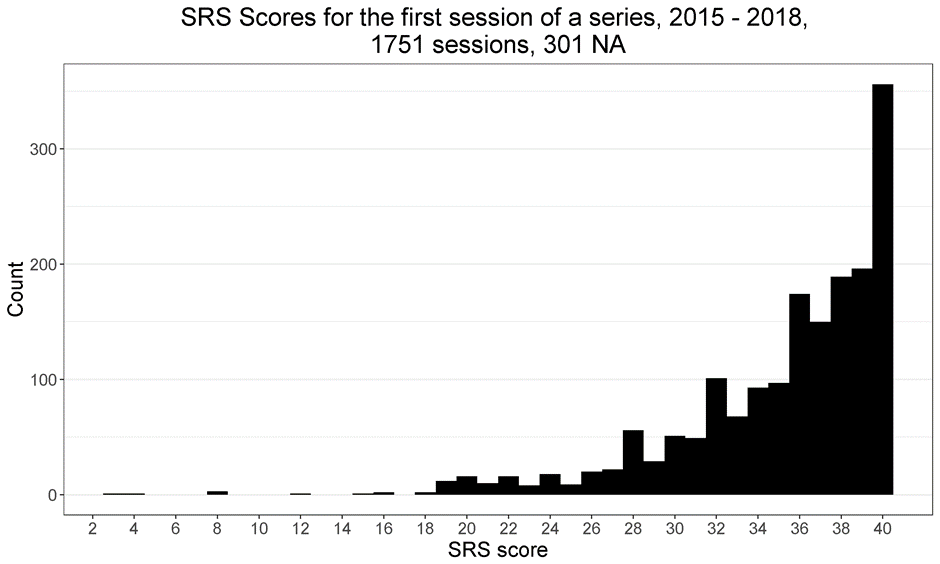 SRS Scores for the first session of a series, 2015 - 2018,
1751 sessions, 301 NA
300
200
100
0
Count
2 4 6 8 10 12 14 16 18 20 22 24 26 28 30 32 34 36 38 40
SRS score